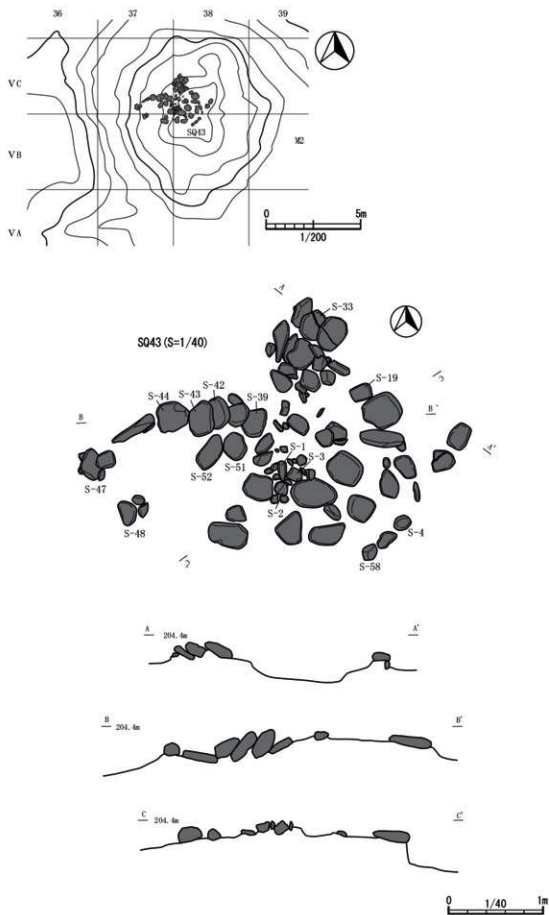 36 37 38 39
VC
SQ43
VB
M2
VA
0 5m
1/200
A
S-33
SQ43 (S=1/40)
S-19
S-42
S-43
S-44
S-39
B
B'
A'
S-1
S-51
S-3
S-52
S-47
S-2
S-48
S-4
S-58
A 204.4m A'
B 204.4m B'
C 204.4m C'
0 1/40 1m